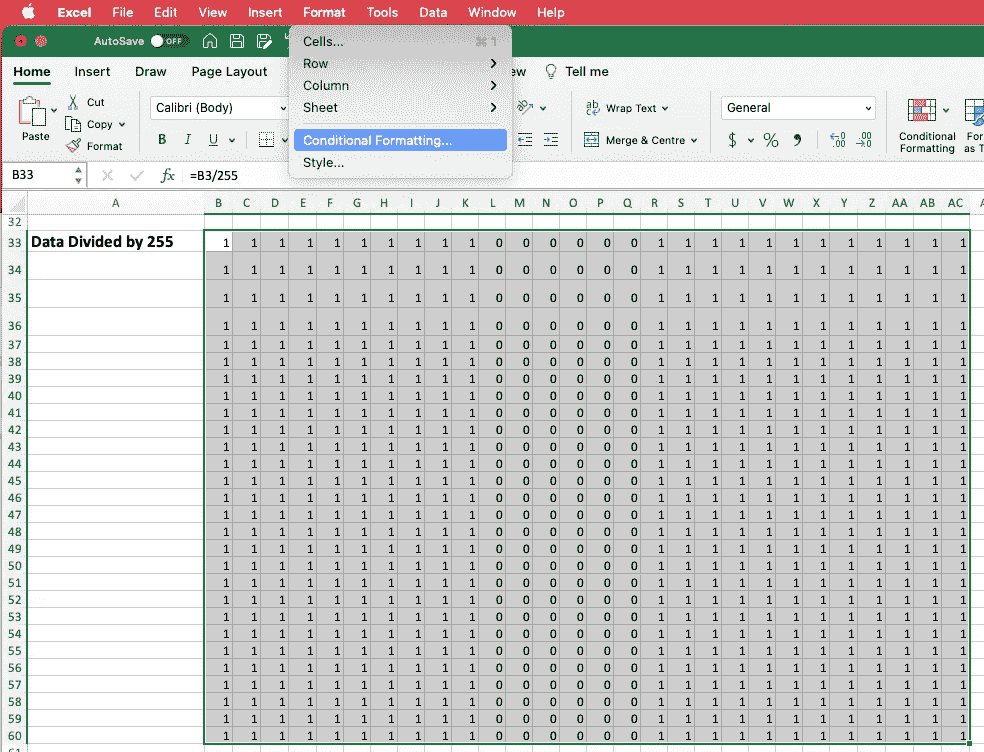 Excel File Edit View Insert Format Tools Data Window Help
AutoSave OFF
Cells... ⌘ 1
Row
Column
Sheet
Conditional Formatting...
Style...
Home Insert Draw Page Layout Tell me
Paste Cut Copy Format
Calibri (Body)
B I U
Wrap Text
Merge & Centre
General
$ % 9
Conditional Formatting
B33 fx =B3/255
A B C D E F G H I J K L M N O P Q R S T U V W X Y Z AA AB AC
32
33 Data Divided by 255 1 1 1 1 1 1 1 1 1 1 0 0 0 0 0 0 1 1 1 1 1 1 1 1 1 1 1 1
34 1 1 1 1 1 1 1 1 1 1 0 0 0 0 0 0 1 1 1 1 1 1 1 1 1 1 1 1
35 1 1 1 1 1 1 1 1 1 1 0 0 0 0 0 0 1 1 1 1 1 1 1 1 1 1 1 1
36 1 1 1 1 1 1 1 1 1 1 0 0 0 0 0 0 1 1 1 1 1 1 1 1 1 1 1 1
37 1 1 1 1 1 1 1 1 1 1 0 0 0 0 0 0 1 1 1 1 1 1 1 1 1 1 1 1
38 1 1 1 1 1 1 1 1 1 1 0 0 0 0 0 0 1 1 1 1 1 1 1 1 1 1 1 1
39 1 1 1 1 1 1 1 1 1 1 0 0 0 0 0 0 1 1 1 1 1 1 1 1 1 1 1 1
40 1 1 1 1 1 1 1 1 1 1 0 0 0 0 0 0 1 1 1 1 1 1 1 1 1 1 1 1
41 1 1 1 1 1 1 1 1 1 1 0 0 0 0 0 0 1 1 1 1 1 1 1 1 1 1 1 1
42 1 1 1 1 1 1 1 1 1 1 0 0 0 0 0 0 1 1 1 1 1 1 1 1 1 1 1 1
43 1 1 1 1 1 1 1 1 1 1 0 0 0 0 0 0 1 1 1 1 1 1 1 1 1 1 1 1
44 1 1 1 1 1 1 1 1 1 1 0 0 0 0 0 0 1 1 1 1 1 1 1 1 1 1 1 1
45 1 1 1 1 1 1 1 1 1 1 0 0 0 0 0 0 1 1 1 1 1 1 1 1 1 1 1 1
46 1 1 1 1 1 1 1 1 1 1 0 0 0 0 0 0 1 1 1 1 1 1 1 1 1 1 1 1
47 1 1 1 1 1 1 1 1 1 1 0 0 0 0 0 0 1 1 1 1 1 1 1 1 1 1 1 1
48 1 1 1 1 1 1 1 1 1 1 0 0 0 0 0 0 1 1 1 1 1 1 1 1 1 1 1 1
49 1 1 1 1 1 1 1 1 1 1 0 0 0 0 0 0 1 1 1 1 1 1 1 1 1 1 1 1
50 1 1 1 1 1 1 1 1 1 1 0 0 0 0 0 0 1 1 1 1 1 1 1 1 1 1 1 1
51 1 1 1 1 1 1 1 1 1 1 0 0 0 0 0 0 1 1 1 1 1 1 1 1 1 1 1 1
52 1 1 1 1 1 1 1 1 1 1 0 0 0 0 0 0 1 1 1 1 1 1 1 1 1 1 1 1
53 1 1 1 1 1 1 1 1 1 1 0 0 0 0 0 0 1 1 1 1 1 1 1 1 1 1 1 1
54 1 1 1 1 1 1 1 1 1 1 0 0 0 0 0 0 1 1 1 1 1 1 1 1 1 1 1 1
55 1 1 1 1 1 1 1 1 1 1 0 0 0 0 0 0 1 1 1 1 1 1 1 1 1 1 1 1
56 1 1 1 1 1 1 1 1 1 1 0 0 0 0 0 0 1 1 1 1 1 1 1 1 1 1 1 1
57 1 1 1 1 1 1 1 1 1 1 0 0 0 0 0 0 1 1 1 1 1 1 1 1 1 1 1 1
58 1 1 1 1 1 1 1 1 1 1 0 0 0 0 0 0 1 1 1 1 1 1 1 1 1 1 1 1
59 1 1 1 1 1 1 1 1 1 1 0 0 0 0 0 0 1 1 1 1 1 1 1 1 1 1 1 1
60 1 1 1 1 1 1 1 1 1 1 0 0 0 0 0 0 1 1 1 1 1 1 1 1 1 1 1 1